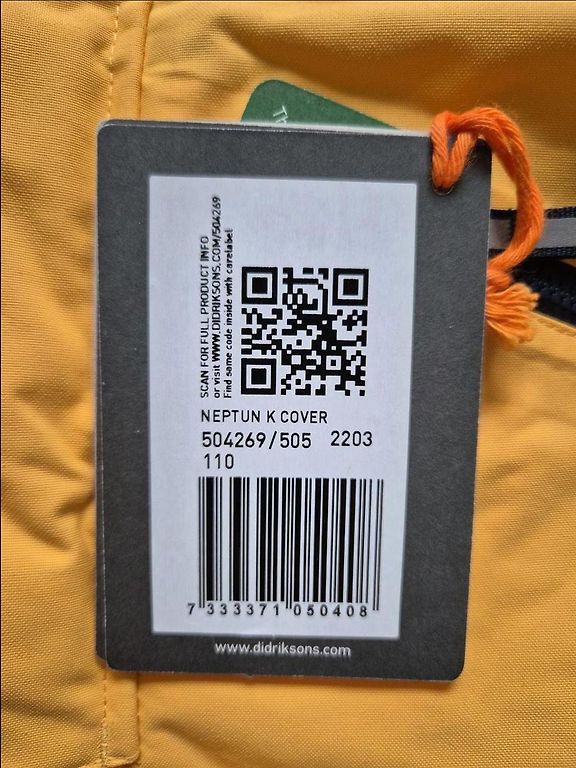 SCAN FOR FULL PRODUCT INFO
or visit WWW.DIDRIKSONS.COM/504269
Find same code inside with carelabel
NEPTUN K COVER
504269/505 2203
110
7 333371 050408
www.didriksons.com